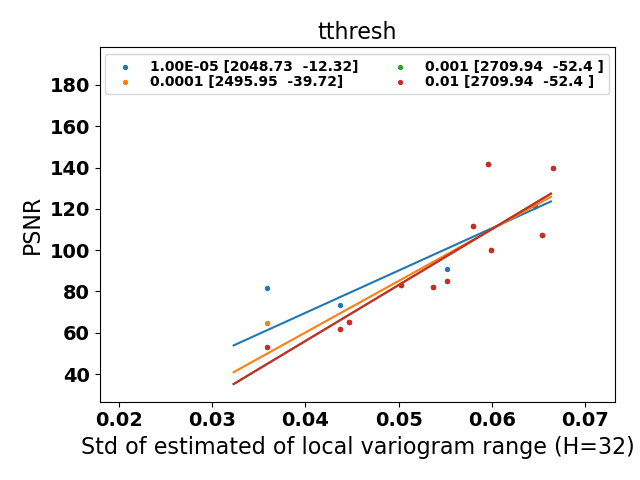 tthresh
1.00E-05 [2048.73  -12.32]
0.0001 [2495.95  -39.72]
0.001 [2709.94  -52.4 ]
0.01 [2709.94  -52.4 ]
PSNR
180
160
140
120
100
80
60
40
0.02 0.03 0.04 0.05 0.06 0.07
Std of estimated of local variogram range (H=32)